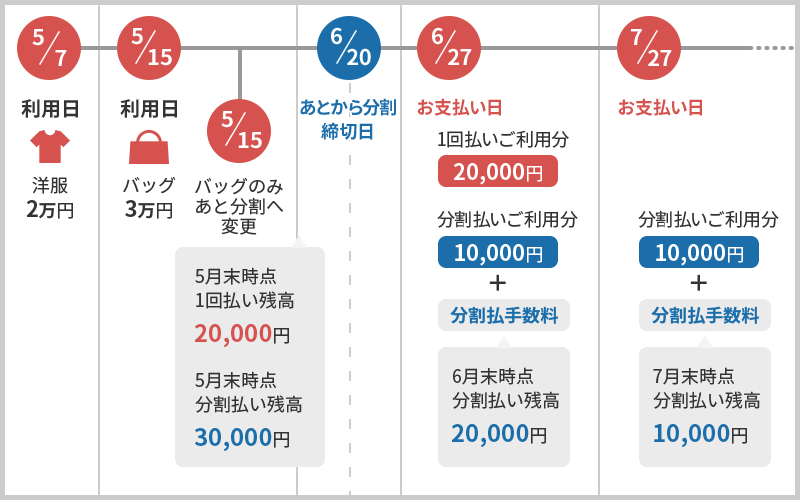 5/7
利用日
洋服
2万円
5/15
利用日
バッグ
3万円
5/15
バッグのみ
あと分割へ
変更
5月末時点
1回払い残高
20,000円
5月末時点
分割払い残高
30,000円
6/20
あとから分割
締切日
6/27
お支払い日
1回払いご利用分
20,000円
分割払いご利用分
10,000円
+
分割払手数料
6月末時点
分割払い残高
20,000円
7/27
お支払い日
分割払いご利用分
10,000円
+
分割払手数料
7月末時点
分割払い残高
10,000円